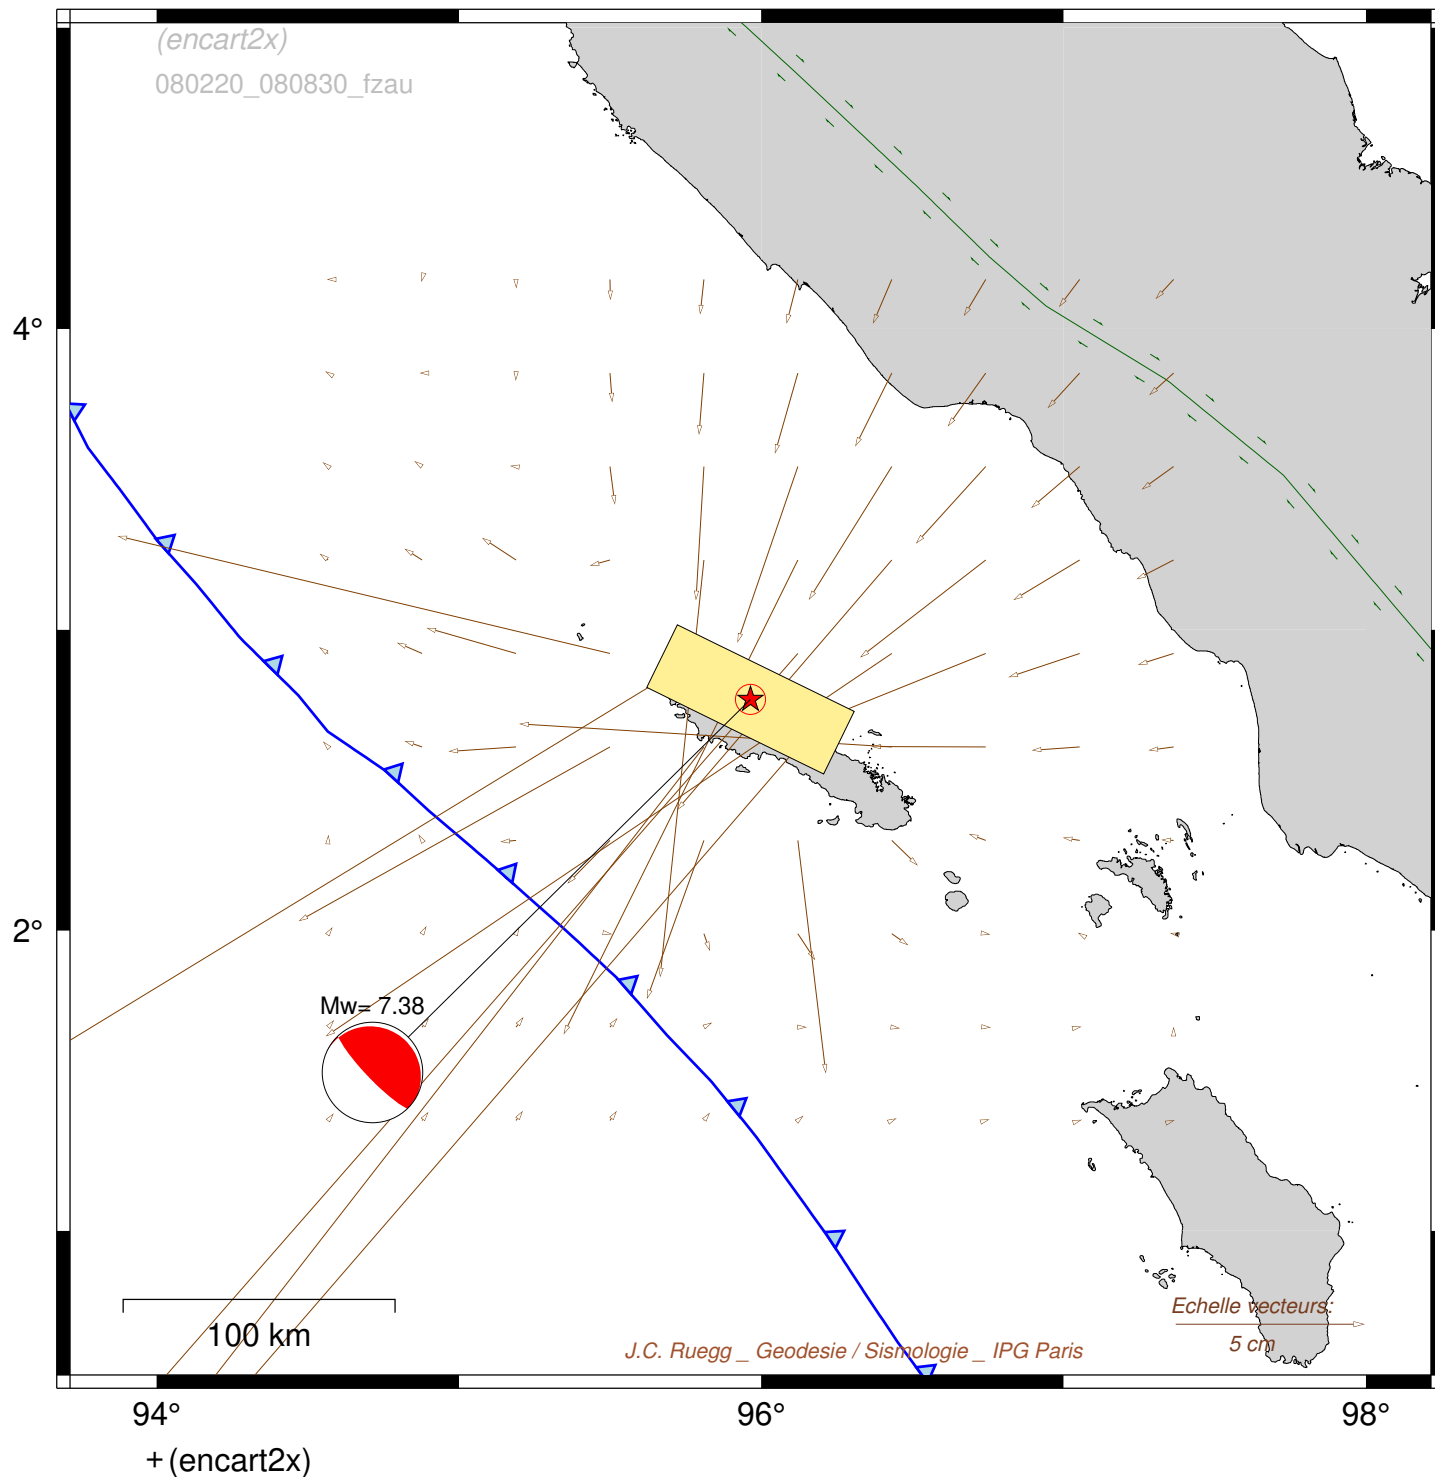 (encart2x)
080220_080830_fzau
4°
2°
Mw= 7.38
100 km
Echelle vecteurs:
5 cm
J.C. Ruegg _ Geodesie / Sismologie _ IPG Paris
94°
96°
98°
+ (encart2x)